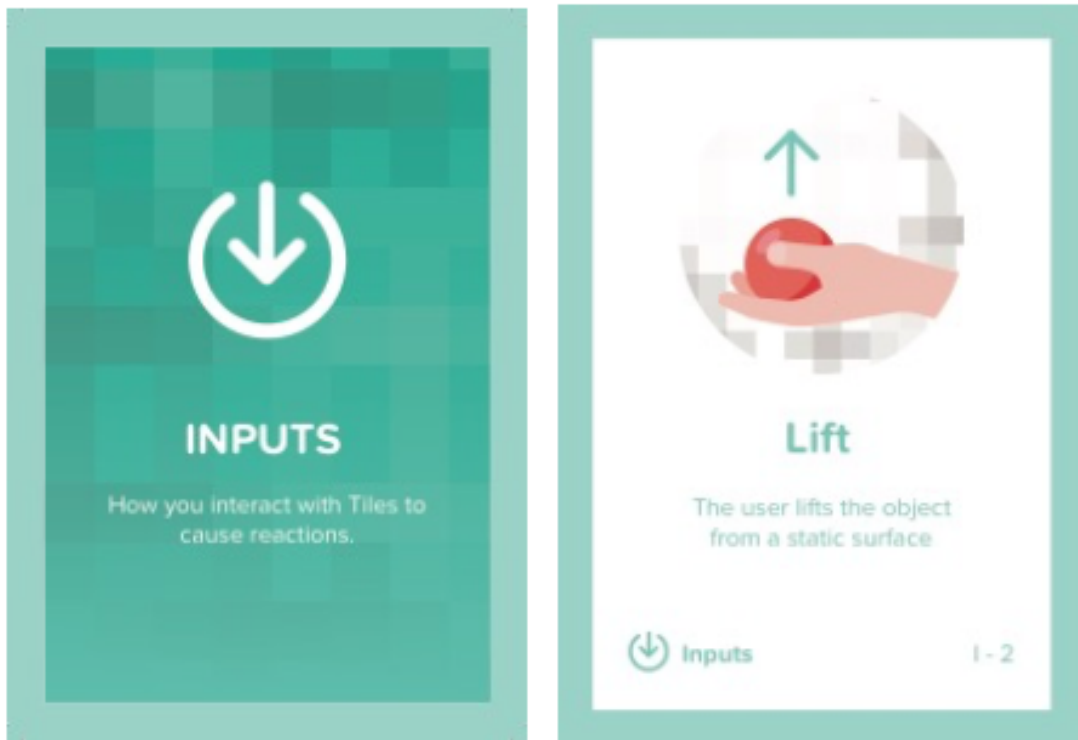 INPUTS
How you interact with Tiles to
cause reactions.
Lift
The user lifts the object
from a static surface
Inputs
I - 2